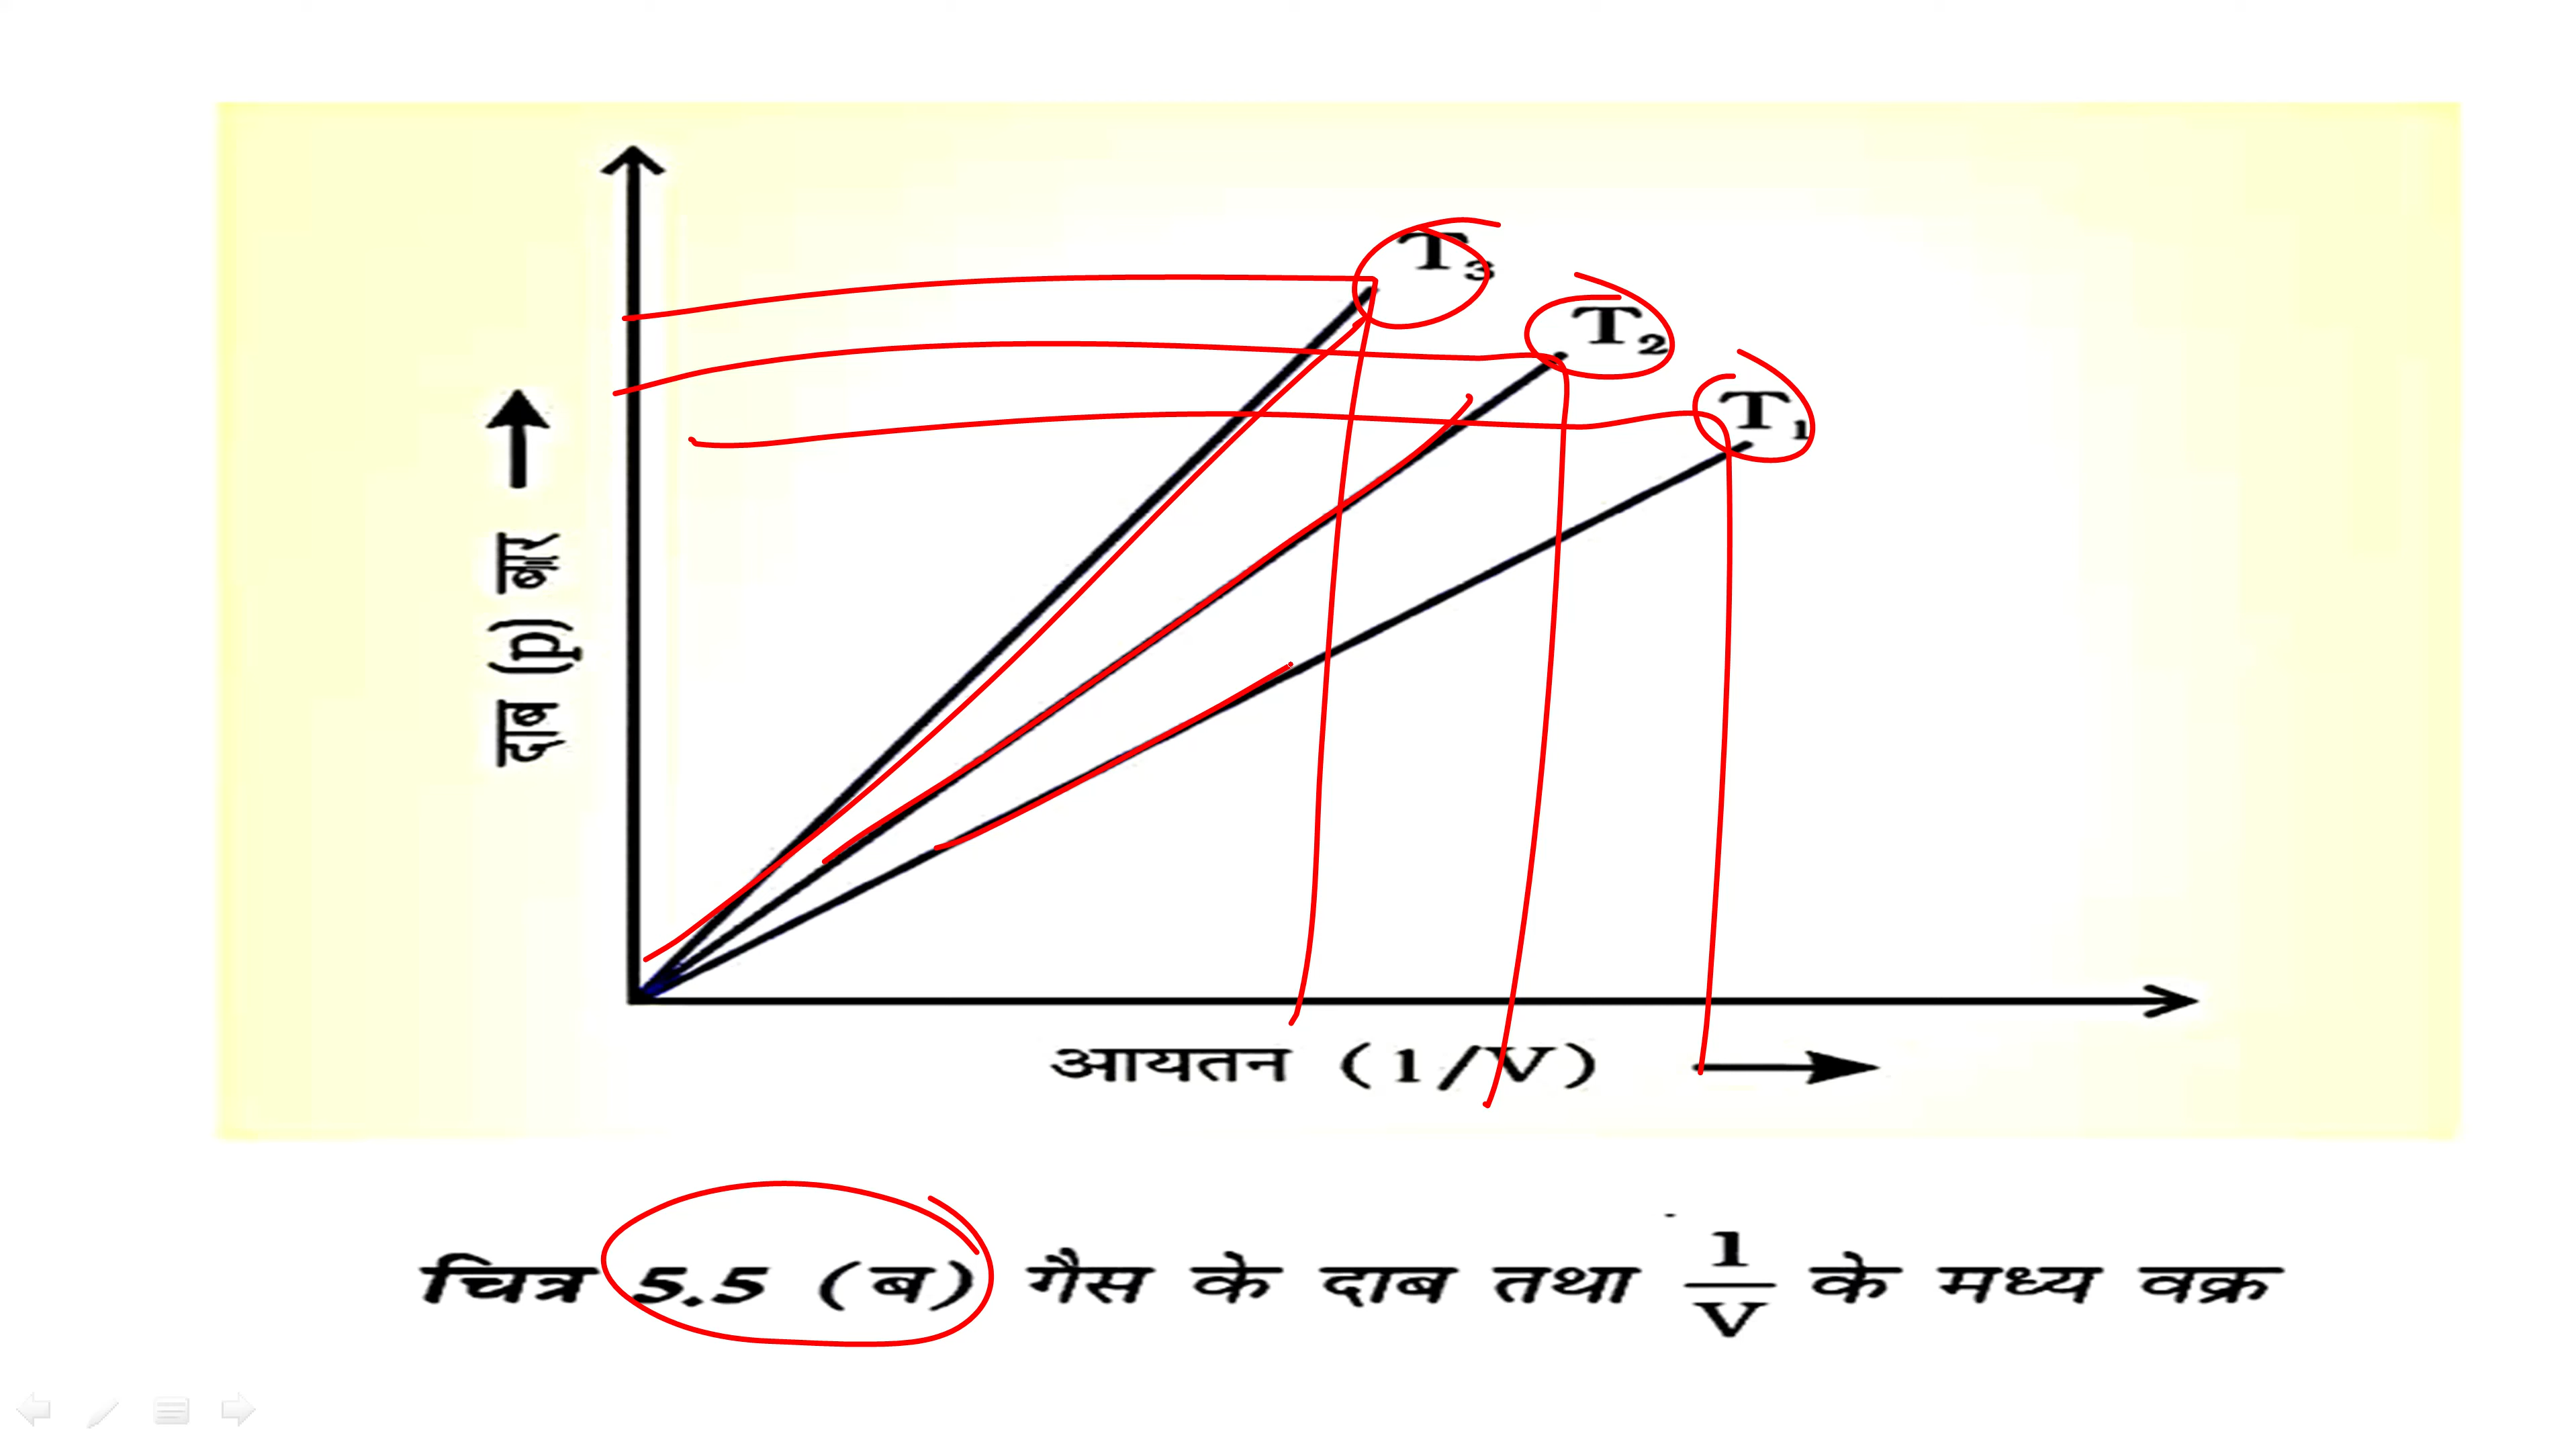 T₃
T₂
T₁
दाब (p) बार
आयतन (1/V)
चित्र 5.5 (ब) गैस के दाब तथा 1/V के मध्य वक्र